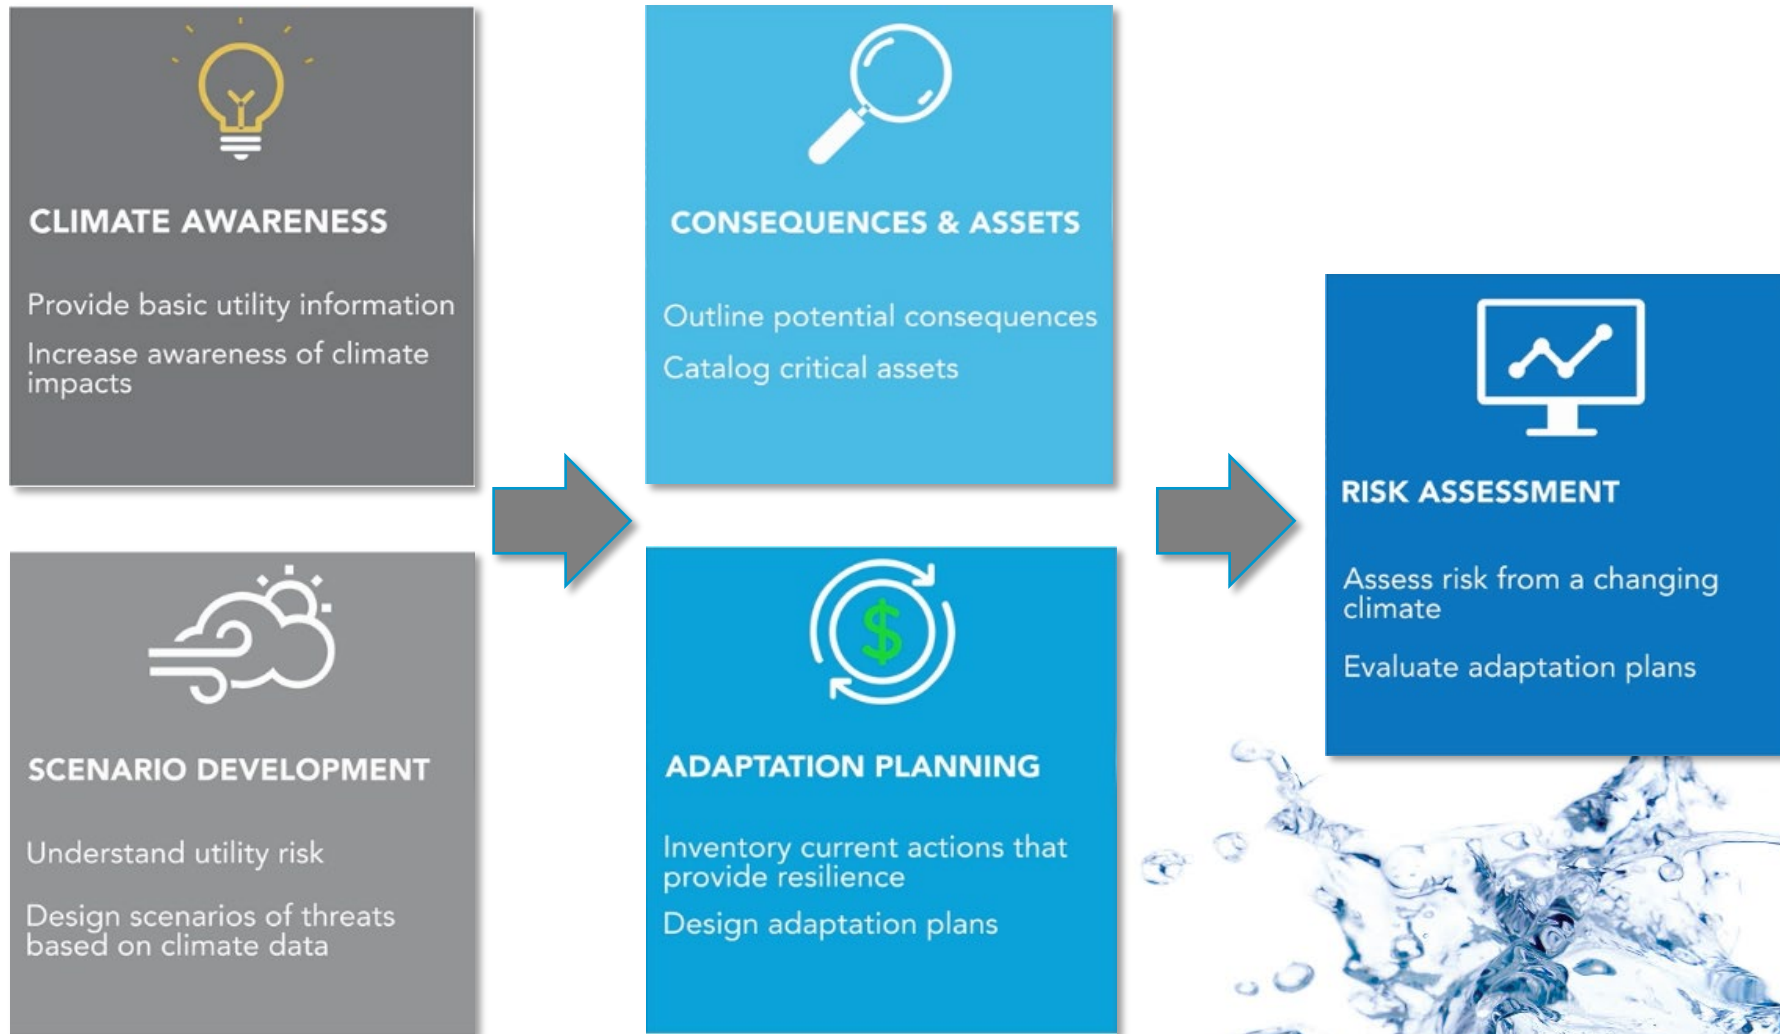 CLIMATE AWARENESS
Provide basic utility information
Increase awareness of climate
impacts
SCENARIO DEVELOPMENT
Understand utility risk
Design scenarios of threats
based on climate data
CONSEQUENCES & ASSETS
Outline potential consequences
Catalog critical assets
$
ADAPTATION PLANNING
Inventory current actions that
provide resilience
Design adaptation plans
RISK ASSESSMENT
Assess risk from a changing
climate
Evaluate adaptation plans